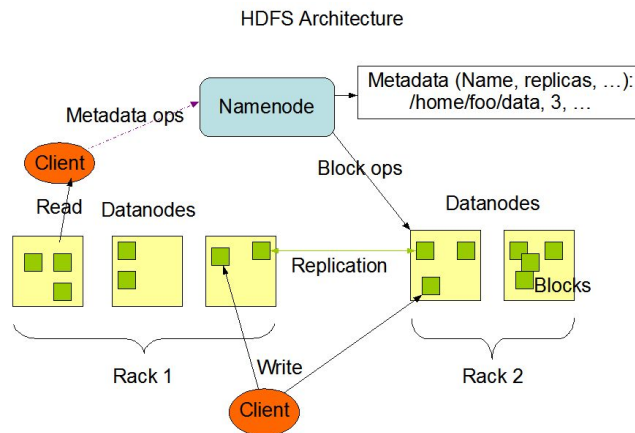 HDFS Architecture
Metadata (Name, replicas, ...):
/home/foo/data, 3, ...
Namenode
Metadata ops
Client
Block ops
Read
Datanodes
Datanodes
Replication
Blocks
Write
Rack 1
Rack 2
Client